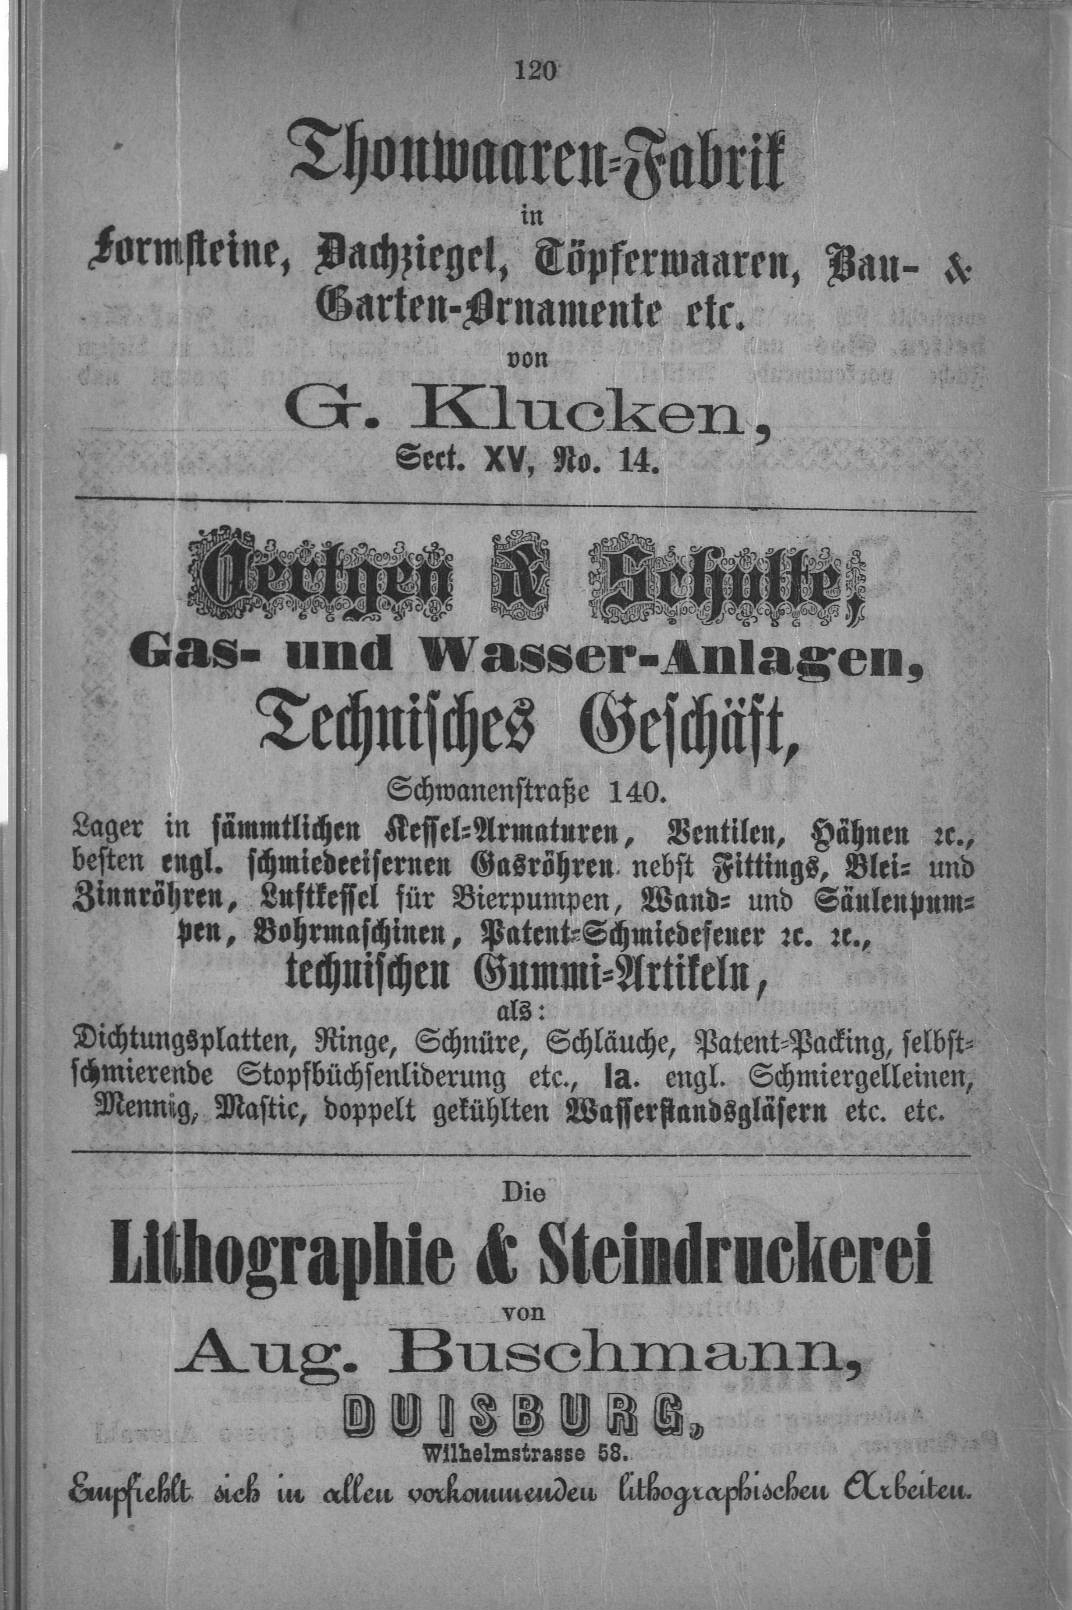 120
Thonwaaren-Fabrik
in
Formsteine, Dachziegel, Töpferwaaren, Bau- &
Garten-Ornamente etc.
von
G. Klucken,
Sect. XV, No. 14.
Oertgen & Schulte,
Gas- und Wasser-Anlagen,
Technisches Geschäft,
Schwanenstraße 140.
Lager in sämmtlichen Kessel-Armaturen, Ventilen, Hähnen ꝛc.,
besten engl. schmiedeeisernen Gasröhren nebst Fittings, Blei- und
Zinnröhren, Luftkessel für Bierpumpen, Wand- und Säulenpum-
pen, Bohrmaschinen, Patent-Schmiedefeuer ꝛc. ꝛc.,
technischen Gummi-Artikeln,
als:
Dichtungsplatten, Ringe, Schnüre, Schläuche, Patent-Packing, selbst-
schmierende Stopfbüchsenliderung etc., Ia. engl. Schmiergelleinen,
Mennig, Mastic, doppelt gekühlten Wasserstandsgläsern etc. etc.
Die
Lithographie & Steindruckerei
von
Aug. Buschmann,
DUISBURG,
Wilhelmstrasse 58.
Empfiehlt sich in allen vorkommenden lithographischen Arbeiten.